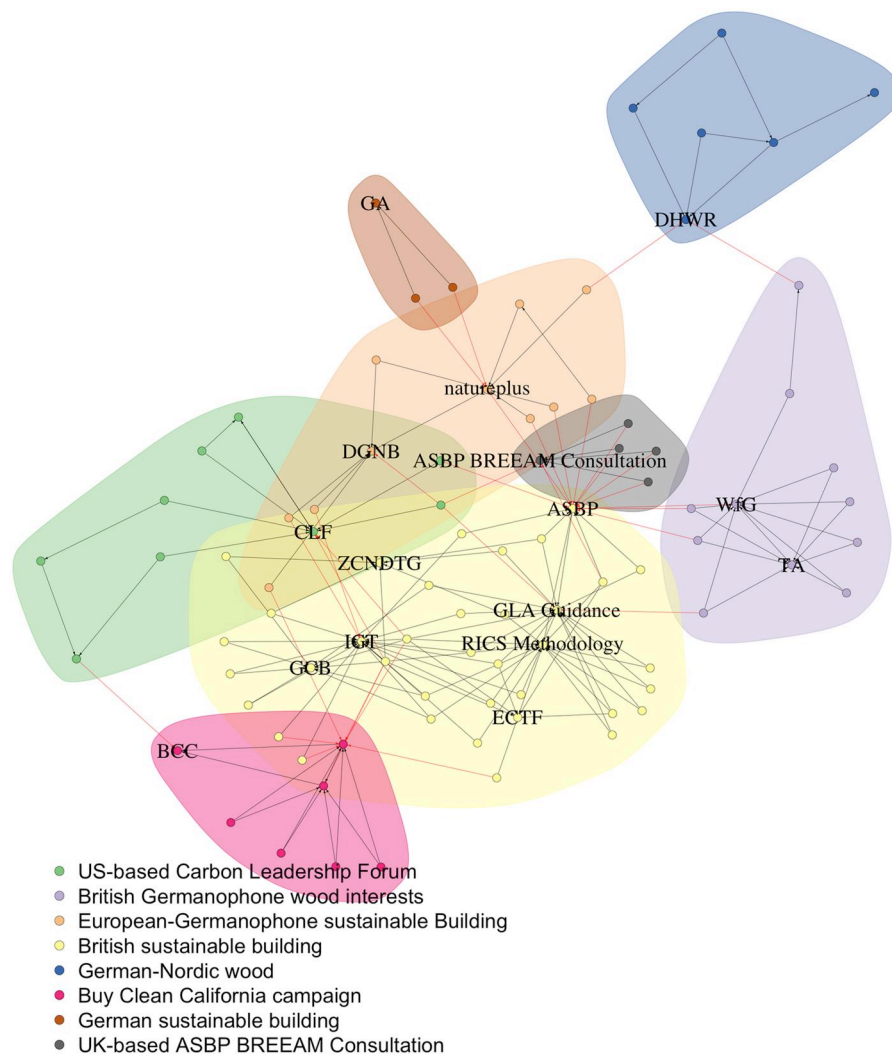 DHWR
GA
natureplus
DGNB
ASBP BREEAM Consultation
CLF
ASBP
WfG
ZCNDTG
TA
GLA Guidance
IGT
RICS Methodology
GCB
ECTF
BCC
US-based Carbon Leadership Forum
British Germanophone wood interests
European-Germanophone sustainable Building
British sustainable building
German-Nordic wood
Buy Clean California campaign
German sustainable building
UK-based ASBP BREEAM Consultation